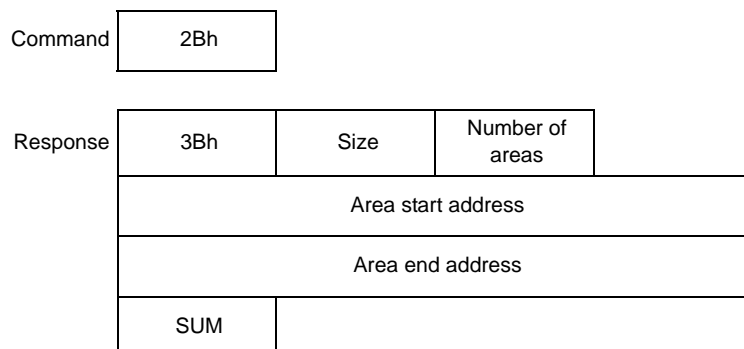 Command 2Bh
Response 3Bh Size Number of
areas
Area start address
Area end address
SUM